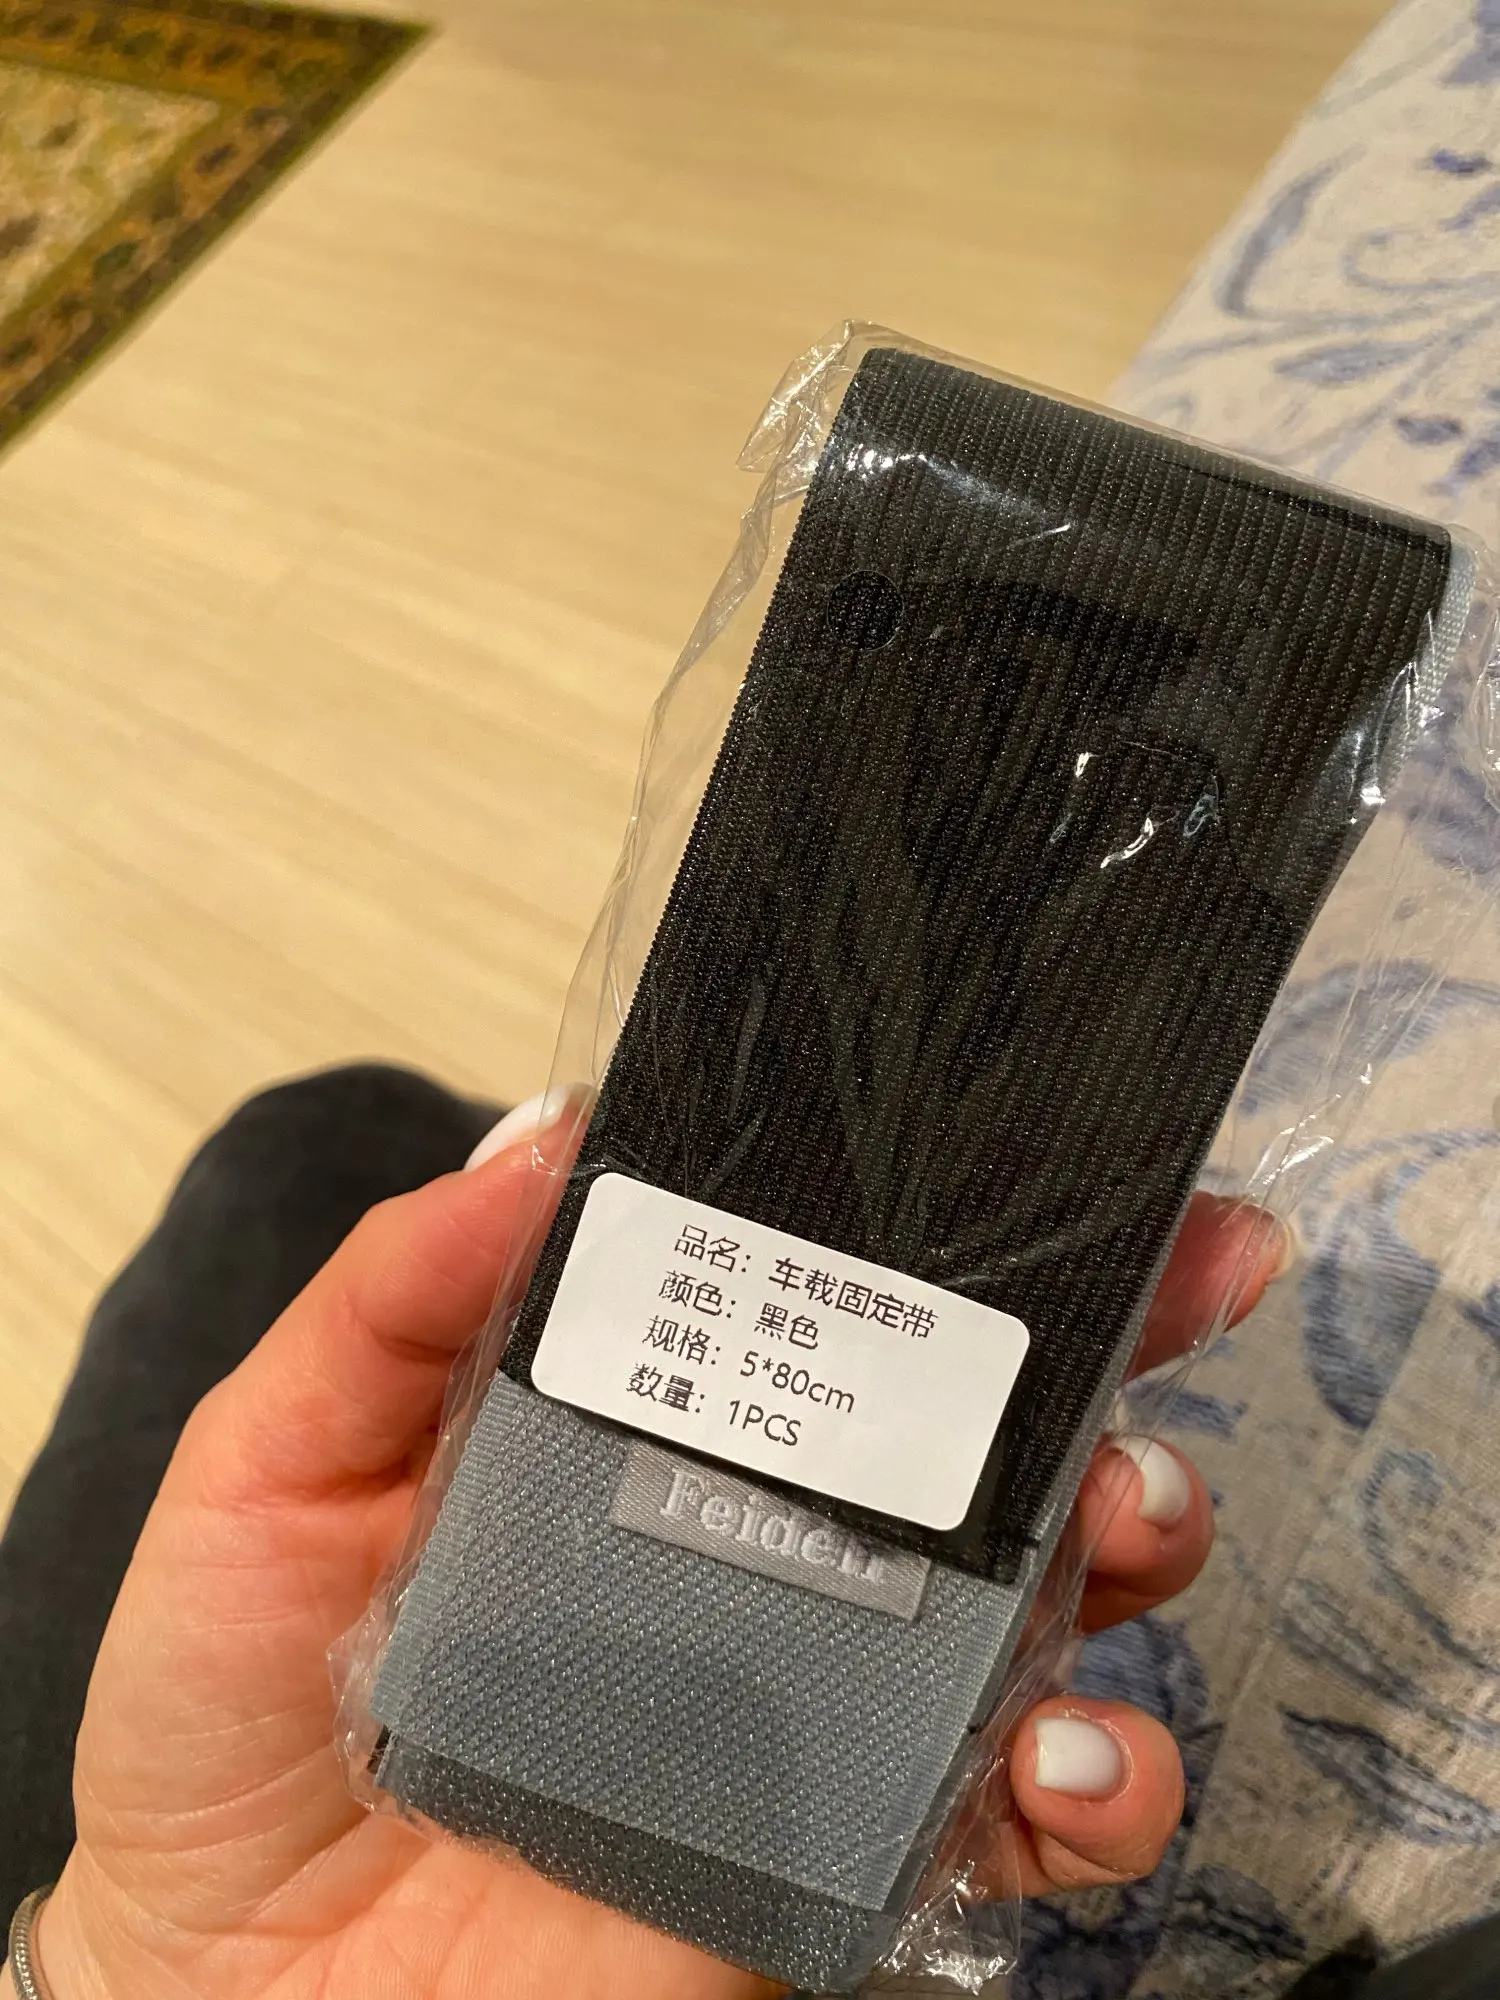 品名：车载固定带
颜色：黑色
规格：5*80cm
数量：1PCS
Feiden